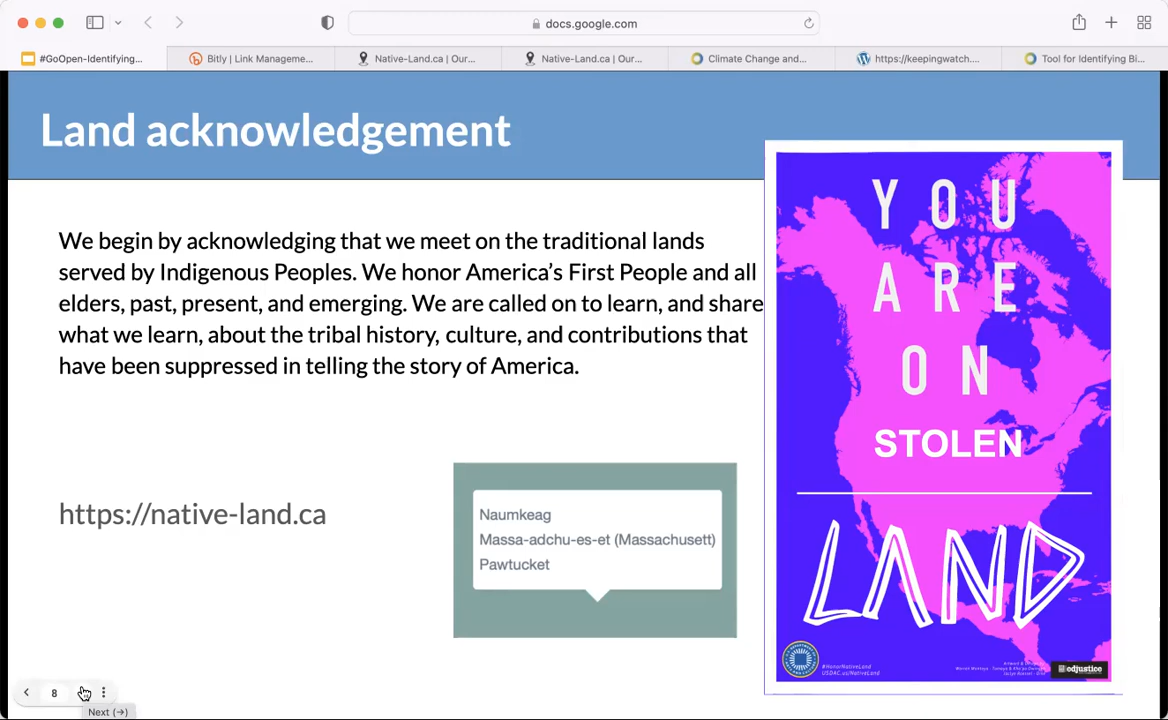 docs.google.com
#GoOpen-Identifying...
Bitly | Link Manageme...
Native-Land.ca | Our...
Native-Land.ca | Our...
Climate Change and...
https://keepingwatch....
Tool for Identifying Bi...
Land acknowledgement
We begin by acknowledging that we meet on the traditional lands
served by Indigenous Peoples. We honor America's First People and all
elders, past, present, and emerging. We are called on to learn, and share
what we learn, about the tribal history, culture, and contributions that
have been suppressed in telling the story of America.
https://native-land.ca
Naumkeag
Massa-adchu-es-et (Massachusett)
Pawtucket
YOU
ARE
ON
STOLEN
LAND
#HonorNativeLand
USDAC.us/NativeLand
edjustice
8
Next (→)